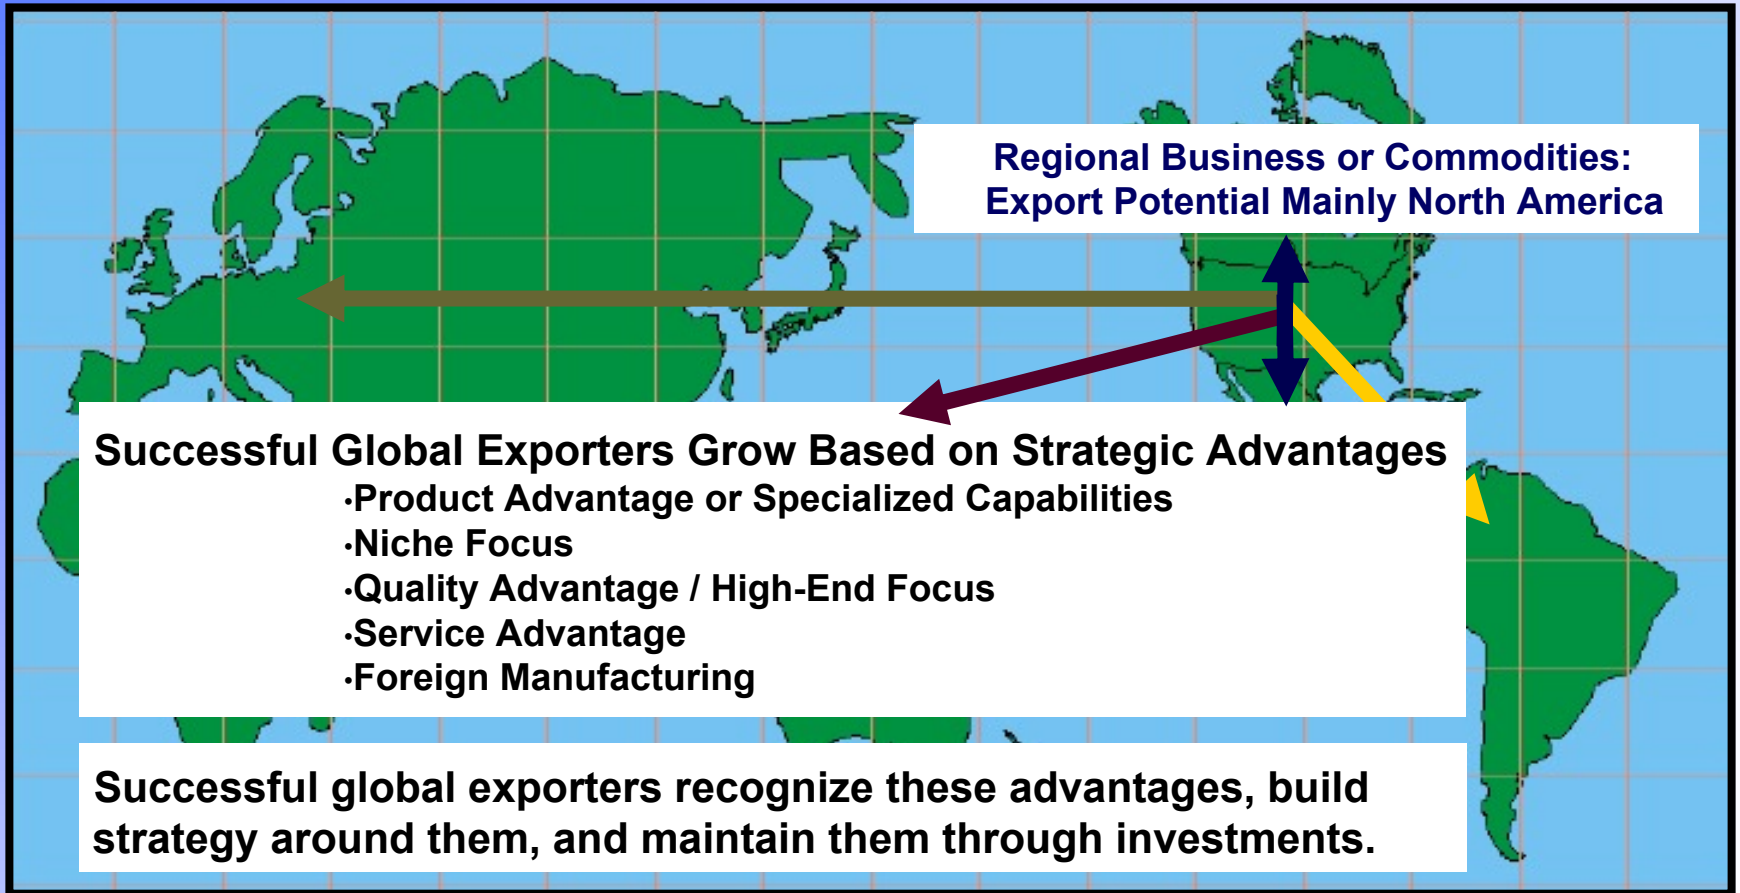 Regional Business or Commodities:
Export Potential Mainly North America
Successful Global Exporters Grow Based on Strategic Advantages
•Product Advantage or Specialized Capabilities
•Niche Focus
•Quality Advantage / High-End Focus
•Service Advantage
•Foreign Manufacturing
Successful global exporters recognize these advantages, build
strategy around them, and maintain them through investments.